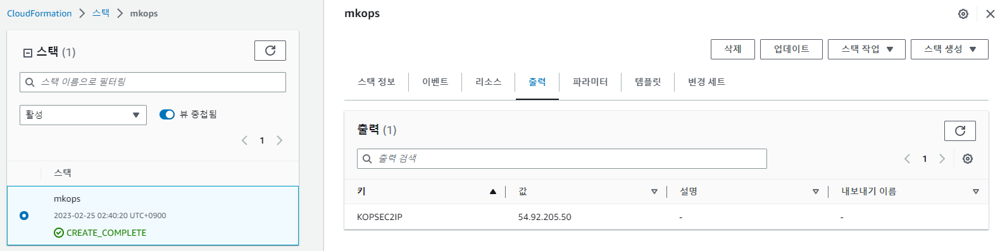 CloudFormation
스택
mkops
스택 (1)
스택 이름으로 필터링
활성
뷰 중첩됨
1
스택
mkops
2023-02-25 02:40:20 UTC+0900
CREATE_COMPLETE
mkops
삭제
업데이트
스택 작업
스택 생성
스택 정보
이벤트
리소스
출력
파라미터
템플릿
변경 세트
출력 (1)
출력 검색
1
키
값
설명
내보내기 이름
KOPSEC2IP
54.92.205.50
-
-